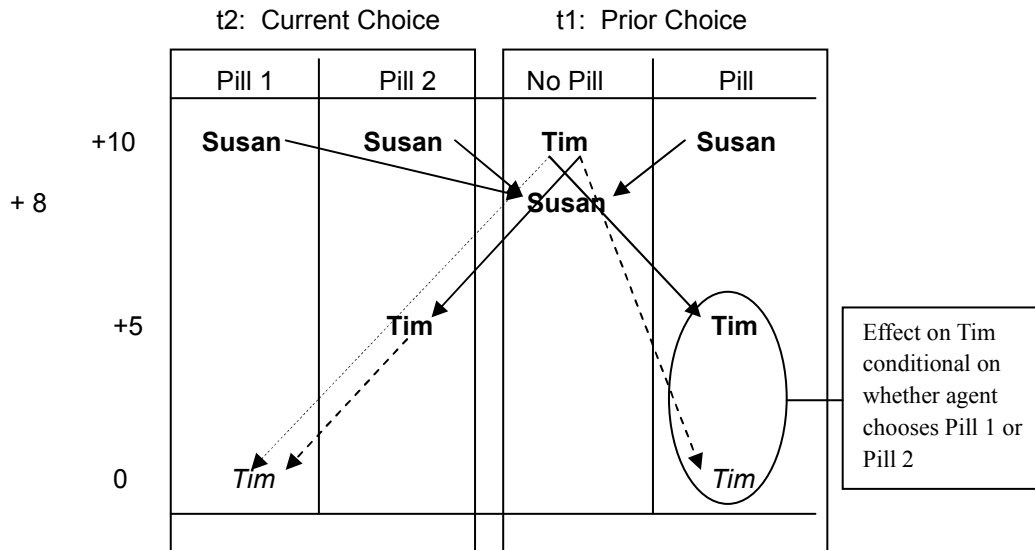 t2: Current Choice t1: Prior Choice
Pill 1 Pill 2 No Pill Pill
+10 Susan Susan Tim Susan
+ 8 Susan
+5 Tim Tim
Effect on Tim
conditional on
whether agent
chooses Pill 1 or
Pill 2
0 Tim Tim